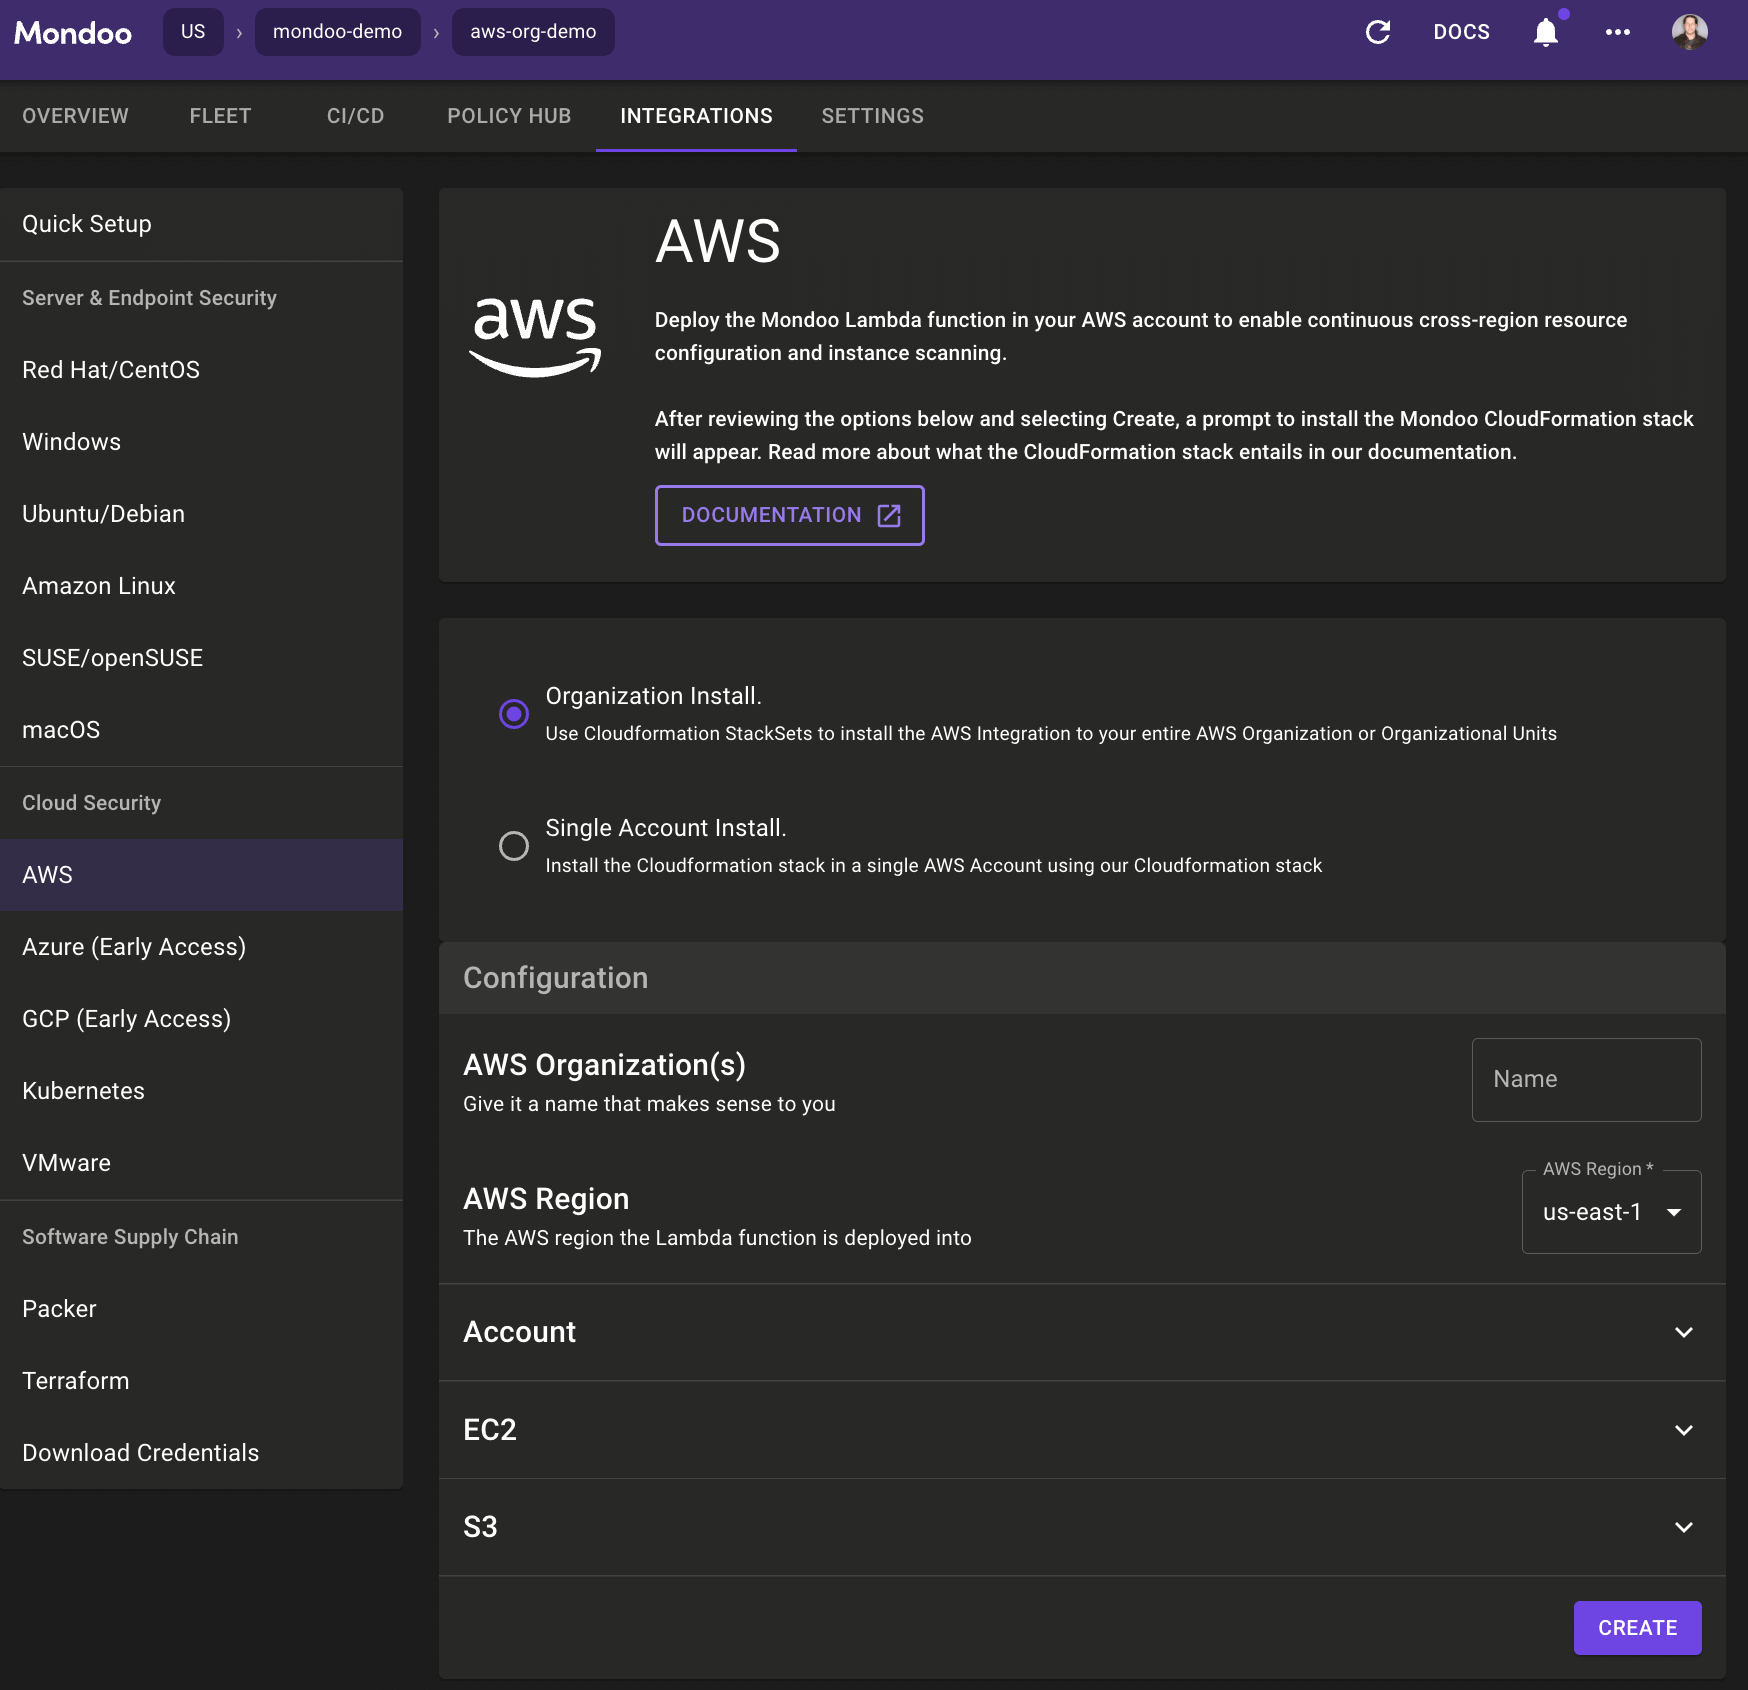 Mondoo US › mondoo-demo › aws-org-demo DOCS
OVERVIEW FLEET CI/CD POLICY HUB INTEGRATIONS SETTINGS
Quick Setup
Server & Endpoint Security
Red Hat/CentOS
Windows
Ubuntu/Debian
Amazon Linux
SUSE/openSUSE
macOS
Cloud Security
AWS
Azure (Early Access)
GCP (Early Access)
Kubernetes
VMware
Software Supply Chain
Packer
Terraform
Download Credentials
aws
AWS
Deploy the Mondoo Lambda function in your AWS account to enable continuous cross-region resource
configuration and instance scanning.
After reviewing the options below and selecting Create, a prompt to install the Mondoo CloudFormation stack
will appear. Read more about what the CloudFormation stack entails in our documentation.
DOCUMENTATION
Organization Install.
Use Cloudformation StackSets to install the AWS Integration to your entire AWS Organization or Organizational Units
Single Account Install.
Install the Cloudformation stack in a single AWS Account using our Cloudformation stack
Configuration
AWS Organization(s)
Give it a name that makes sense to you
Name
AWS Region
The AWS region the Lambda function is deployed into
AWS Region *
us-east-1
Account
EC2
S3
CREATE